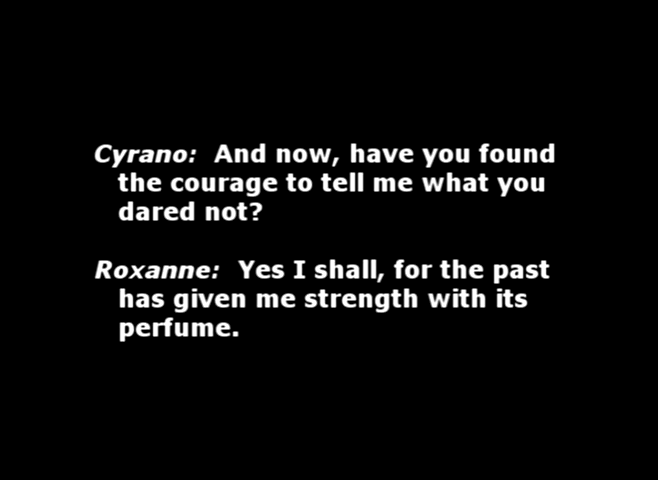 Cyrano: And now, have you found
the courage to tell me what you
dared not?
Roxanne: Yes I shall, for the past
has given me strength with its
perfume.